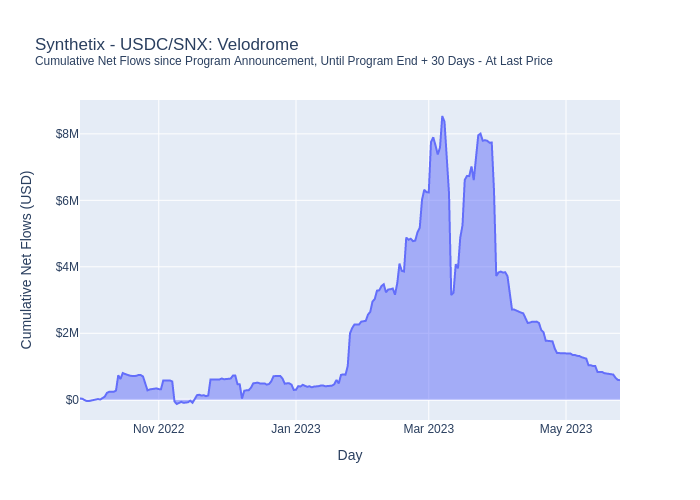 Synthetix - USDC/SNX: Velodrome
Cumulative Net Flows since Program Announcement, Until Program End + 30 Days - At Last Price
Cumulative Net Flows (USD)
$8M
$6M
$4M
$2M
$0
Nov 2022
Jan 2023
Mar 2023
May 2023
Day